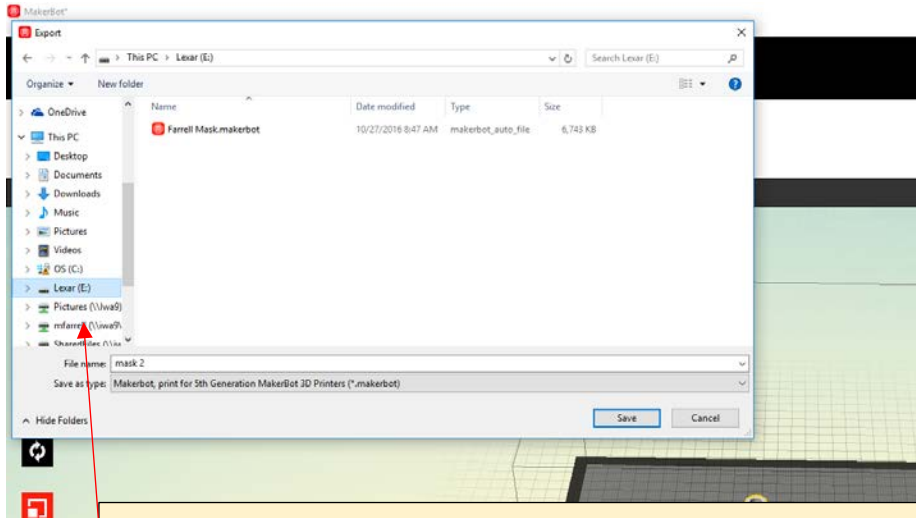 MakerBot*
Export
This PC > Lexar (E:)
Search Lexar (E:)
Organize
New folder
Name
Date modified
Type
Size
OneDrive
This PC
Desktop
Documents
Downloads
Music
Pictures
Videos
OS (C:)
Lexar (E:)
Pictures (\\iwa9)
mfarrell (\\iwa9\
Farrell Mask.makerbot
10/27/2016 8:47 AM
makerbot_auto_file
6,743 KB
File name: mask 2
Save as type: Makerbot, print for 5th Generation MakerBot 3D Printers (*.makerbot)
Hide Folders
Save
Cancel